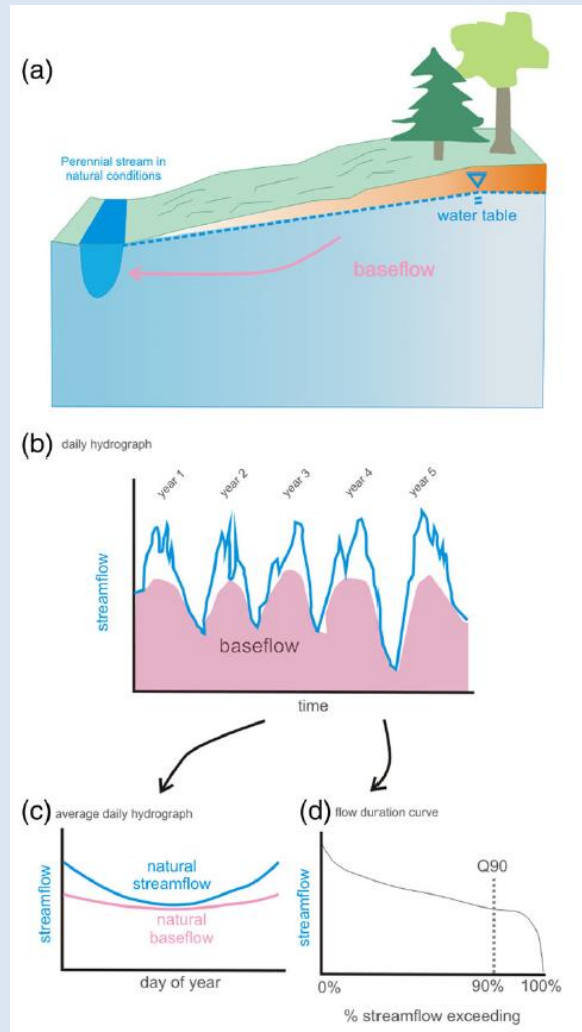 (a)
Perennial stream in
natural conditions
water table
baseflow
(b) daily hydrograph
year 1
year 2
year 3
year 4
year 5
streamflow
baseflow
time
(c) average daily hydrograph
streamflow
natural
streamflow
natural
baseflow
day of year
(d) flow duration curve
streamflow
Q90
0%
90%
100%
% streamflow exceeding